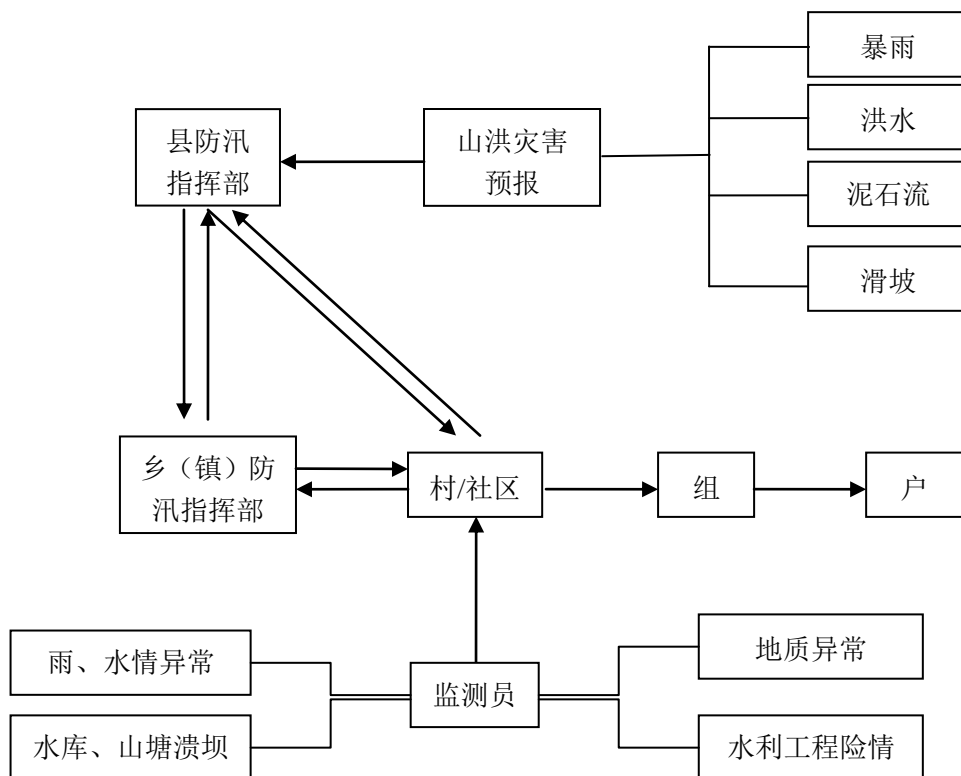 暴雨
县防汛
指挥部
山洪灾害
预报
洪水
泥石流
滑坡
乡（镇）防
汛指挥部
村/社区
组
户
雨、水情异常
监测员
地质异常
水库、山塘溃坝
水利工程险情